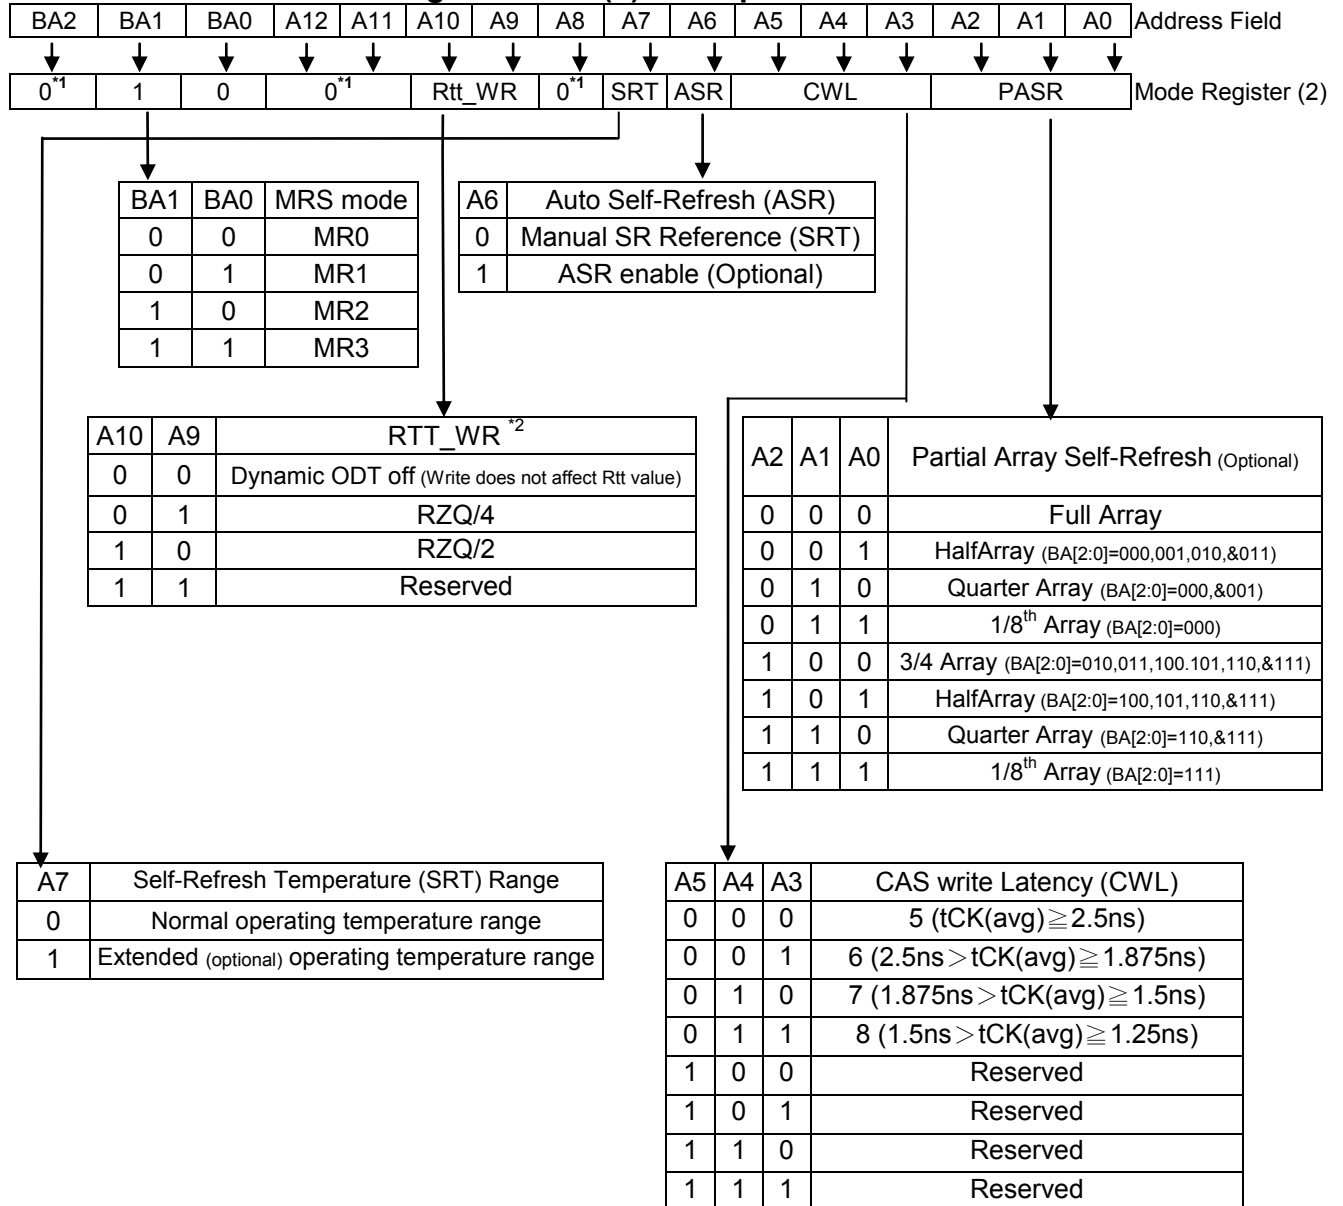 BA2 BA1 BA0 A12 A11 A10 A9 A8 A7 A6 A5 A4 A3 A2 A1 A0 Address Field
0*1 1 0 0*1 Rtt_WR 0*1 SRT ASR CWL PASR Mode Register (2)
BA1 BA0 MRS mode
0 0 MR0
0 1 MR1
1 0 MR2
1 1 MR3
A6 Auto Self-Refresh (ASR)
0 Manual SR Reference (SRT)
1 ASR enable (Optional)
A10 A9 RTT_WR *2
0 0 Dynamic ODT off (Write does not affect Rtt value)
0 1 RZQ/4
1 0 RZQ/2
1 1 Reserved
A2 A1 A0 Partial Array Self-Refresh (Optional)
0 0 0 Full Array
0 0 1 HalfArray (BA[2:0]=000,001,010,&011)
0 1 0 Quarter Array (BA[2:0]=000,&001)
0 1 1 1/8th Array (BA[2:0]=000)
1 0 0 3/4 Array (BA[2:0]=010,011,100.101,110,&111)
1 0 1 HalfArray (BA[2:0]=100,101,110,&111)
1 1 0 Quarter Array (BA[2:0]=110,&111)
1 1 1 1/8th Array (BA[2:0]=111)
A7 Self-Refresh Temperature (SRT) Range
0 Normal operating temperature range
1 Extended (optional) operating temperature range
A5 A4 A3 CAS write Latency (CWL)
0 0 0 5 (tCK(avg)≧2.5ns)
0 0 1 6 (2.5ns＞tCK(avg)≧1.875ns)
0 1 0 7 (1.875ns＞tCK(avg)≧1.5ns)
0 1 1 8 (1.5ns＞tCK(avg)≧1.25ns)
1 0 0 Reserved
1 0 1 Reserved
1 1 0 Reserved
1 1 1 Reserved